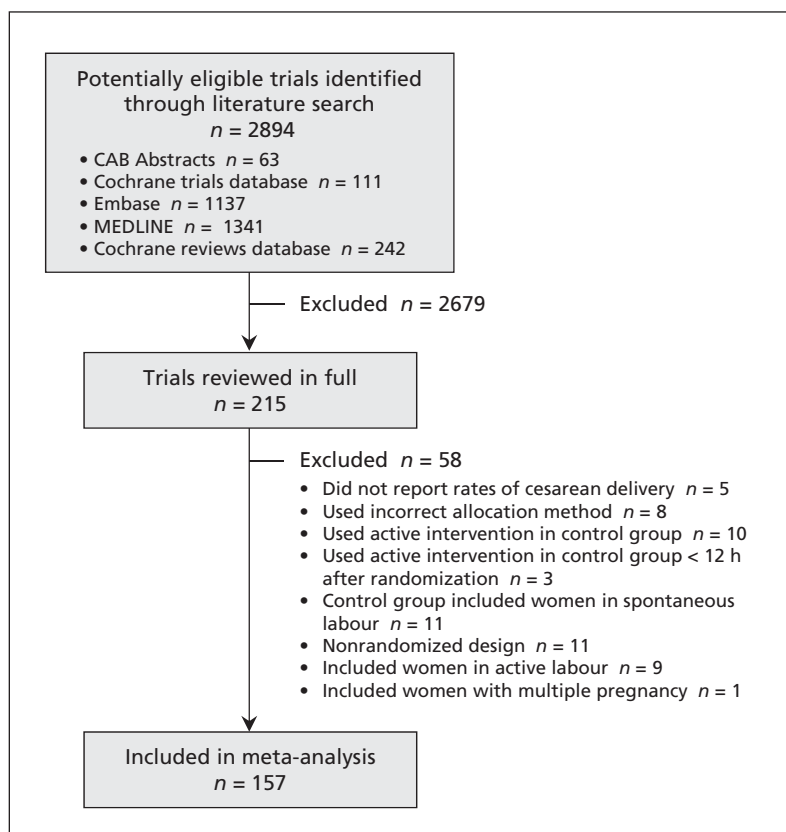 Potentially eligible trials identified
through literature search
n = 2894
• CAB Abstracts n = 63
• Cochrane trials database n = 111
• Embase n = 1137
• MEDLINE n = 1341
• Cochrane reviews database n = 242
Excluded n = 2679
Trials reviewed in full
n = 215
Excluded n = 58
• Did not report rates of cesarean delivery n = 5
• Used incorrect allocation method n = 8
• Used active intervention in control group n = 10
• Used active intervention in control group < 12 h
after randomization n = 3
• Control group included women in spontaneous
labour n = 11
• Nonrandomized design n = 11
• Included women in active labour n = 9
• Included women with multiple pregnancy n = 1
Included in meta-analysis
n = 157